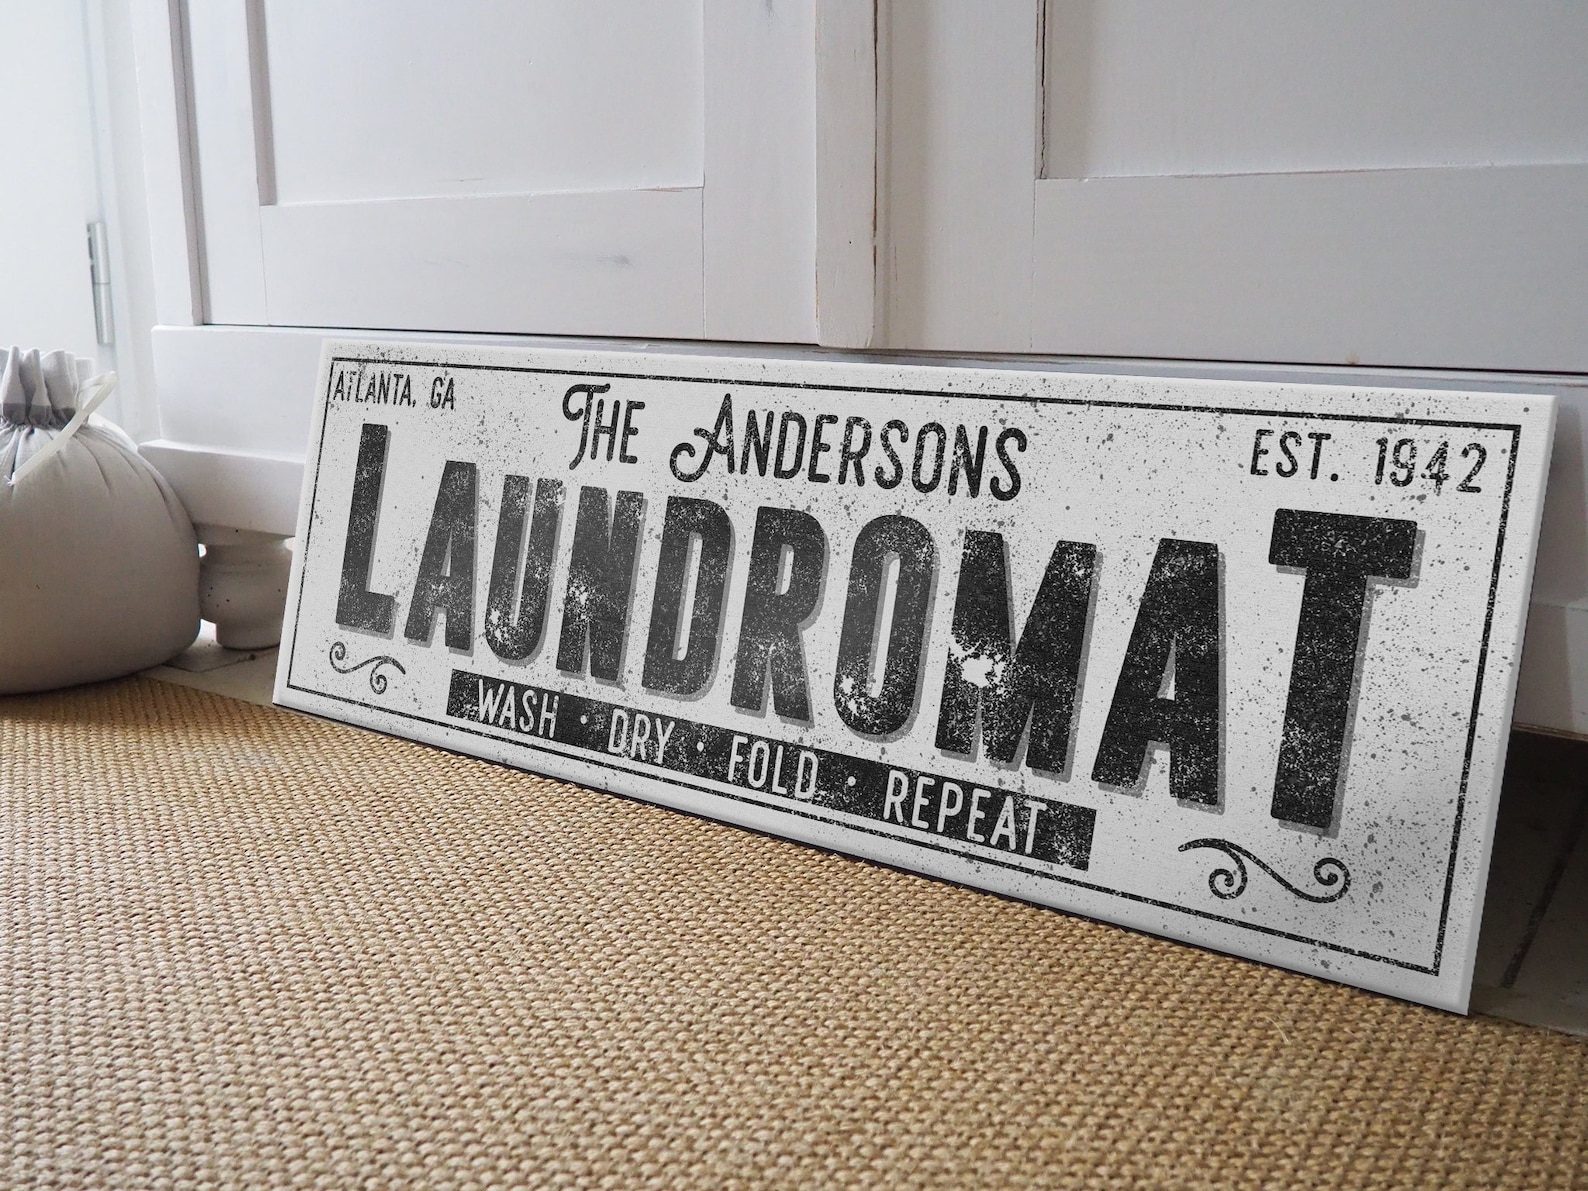 ATLANTA, GA
THE ANDERSONS
EST. 1942
LAUNDROMAT
WASH · DRY · FOLD · REPEAT